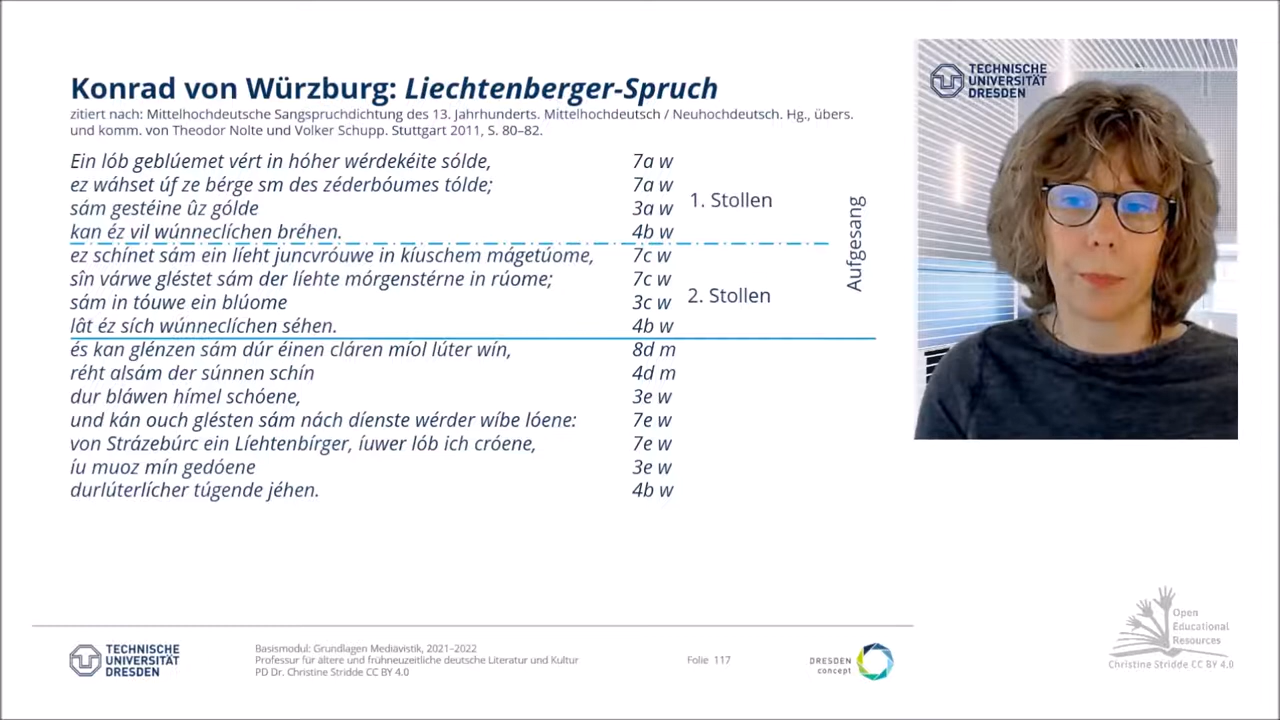 Konrad von Würzburg: Liechtenberger-Spruch
zitiert nach: Mittelhochdeutsche Sangspruchdichtung des 13. Jahrhunderts. Mittelhochdeutsch / Neuhochdeutsch. Hg., übers.
und komm. von Theodor Nolte und Volker Schupp. Stuttgart 2011, S. 80–82.
Ein lób geblúemet vért in hóher wérdekéite sólde, 7a w
ez wáhset úf ze bérge sm des zéderbóumes tólde; 7a w
sám gestéine ûz gólde 3a w
kan éz vil wúnneclíchen bréhen. 4b w
1. Stollen
ez schínet sám ein líeht juncvróuwe in kíuschem mágetúome, 7c w
sîn várwe gléstet sám der líehte mórgenstérne in rúome; 7c w
sám in tóuwe ein blúome 3c w
lât éz sích wúnneclíchen séhen. 4b w
2. Stollen
Aufgesang
és kan glénzen sám dúr éinen cláren míol lúter wín, 8d m
réht alsám der súnnen schín 4d m
dur bláwen hímel schóene, 3e w
und kán ouch glésten sám nách díenste wérder wíbe lóene: 7e w
von Strázebúrc ein Líehtenbírger, íuwer lób ich cróene, 7e w
íu muoz mín gedóene 3e w
durlúterlícher túgende jéhen. 4b w
TECHNISCHE
UNIVERSITÄT
DRESDEN
TECHNISCHE
UNIVERSITÄT
DRESDEN
Basismodul: Grundlagen Mediävistik, 2021–2022
Professur für ältere und frühneuzeitliche deutsche Literatur und Kultur
PD Dr. Christine Stridde CC BY 4.0
Folie 117
DRESDEN
concept
Open
Educational
Resources
Christine Stridde CC BY 4.0